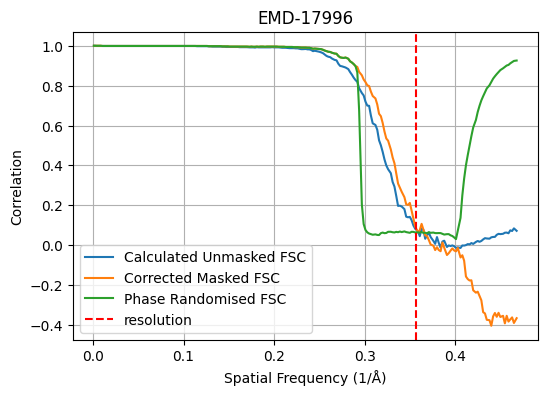 EMD-17996
1.0
0.8
0.6
0.4
0.2
0.0
−0.2
−0.4
Correlation
Calculated Unmasked FSC
Corrected Masked FSC
Phase Randomised FSC
resolution
0.0 0.1 0.2 0.3 0.4
Spatial Frequency (1/Å)